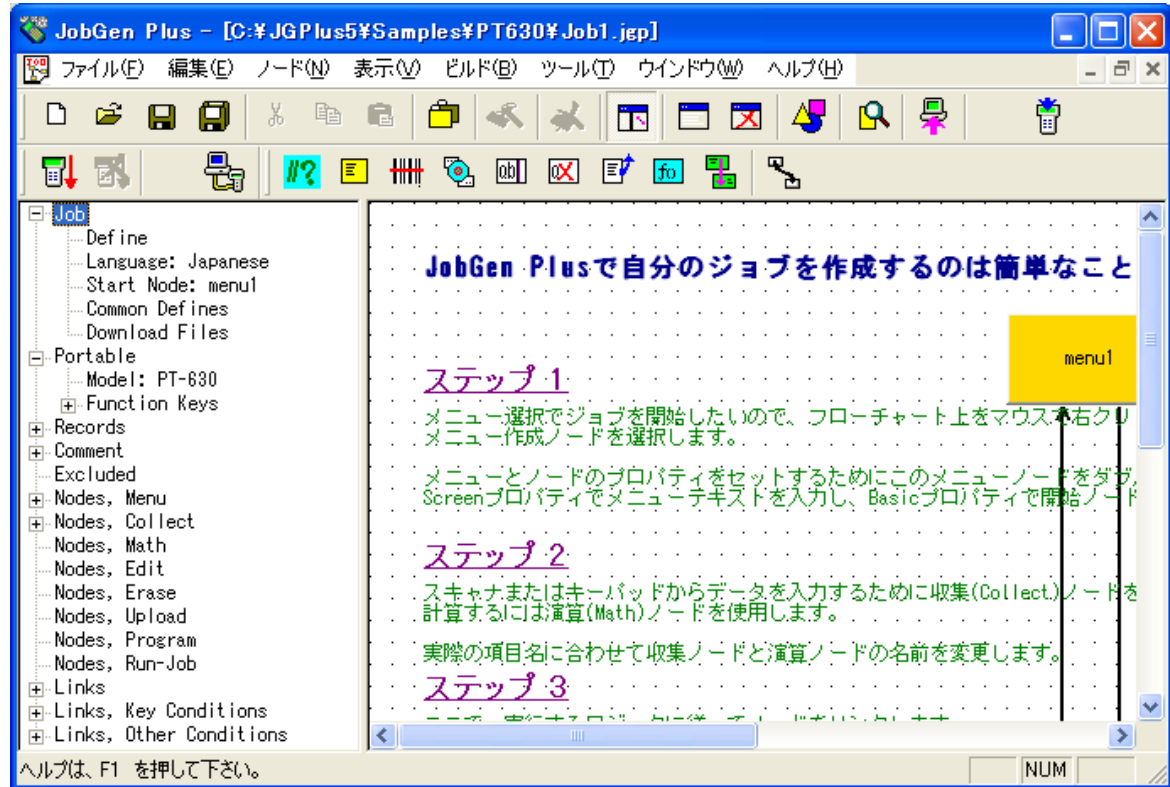 JobGen Plus - [C:¥JGPlus5¥Samples¥PT630¥Job1.jgp]
ファイル(F) 編集(E) ノード(N) 表示(V) ビルド(B) ツール(T) ウインドウ(W) ヘルプ(H)
Job
Define
Language: Japanese
Start Node: menu1
Common Defines
Download Files
Portable
Model: PT-630
Function Keys
Records
Comment
Excluded
Nodes, Menu
Nodes, Collect
Nodes, Math
Nodes, Edit
Nodes, Erase
Nodes, Upload
Nodes, Program
Nodes, Run-Job
Links
Links, Key Conditions
Links, Other Conditions
JobGen Plusで自分のジョブを作成するのは簡単なこと
menu1
ステップ 1
メニュー選択でジョブを開始したいので、フローチャート上をマウスで右クリ
メニュー作成ノードを選択します。
メニューとノードのプロパティをセットするためにこのメニューノードをダブ
Screenプロパティでメニューテキストを入力し、Basicプロパティで開始ノード
ステップ 2
スキャナまたはキーパッドからデータを入力するために収集(Collect)ノードを
計算するには演算(Math)ノードを使用します。
実際の項目名に合わせて収集ノードと演算ノードの名前を変更します。
ステップ 3
ヘルプは、F1 を押して下さい。
NUM